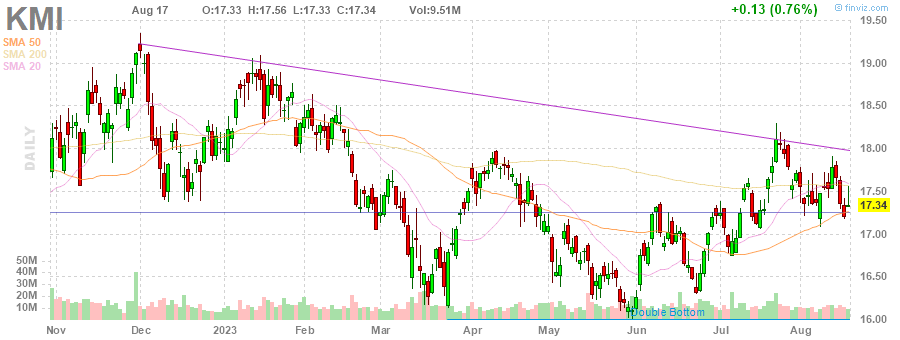 KMI Aug 17 O:17.33 H:17.56 L:17.33 C:17.34 Vol:9.51M +0.13 (0.76%) © finviz.com
SMA 50
SMA 200
SMA 20
DAILY
19.50
19.00
18.50
18.00
17.50
17.34
17.00
16.50
16.00
50M
40M
30M
20M
10M
Double Bottom
Nov Dec 2023 Feb Mar Apr May Jun Jul Aug